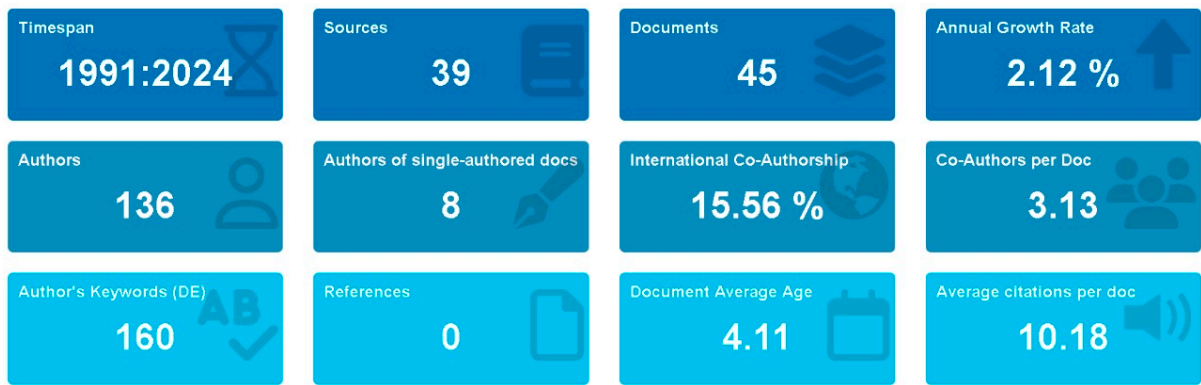 Timespan
1991:2024
Sources
39
Documents
45
Annual Growth Rate
2.12 %
Authors
136
Authors of single-authored docs
8
International Co-Authorship
15.56 %
Co-Authors per Doc
3.13
Author's Keywords (DE)
160
AB
References
0
Document Average Age
4.11
Average citations per doc
10.18